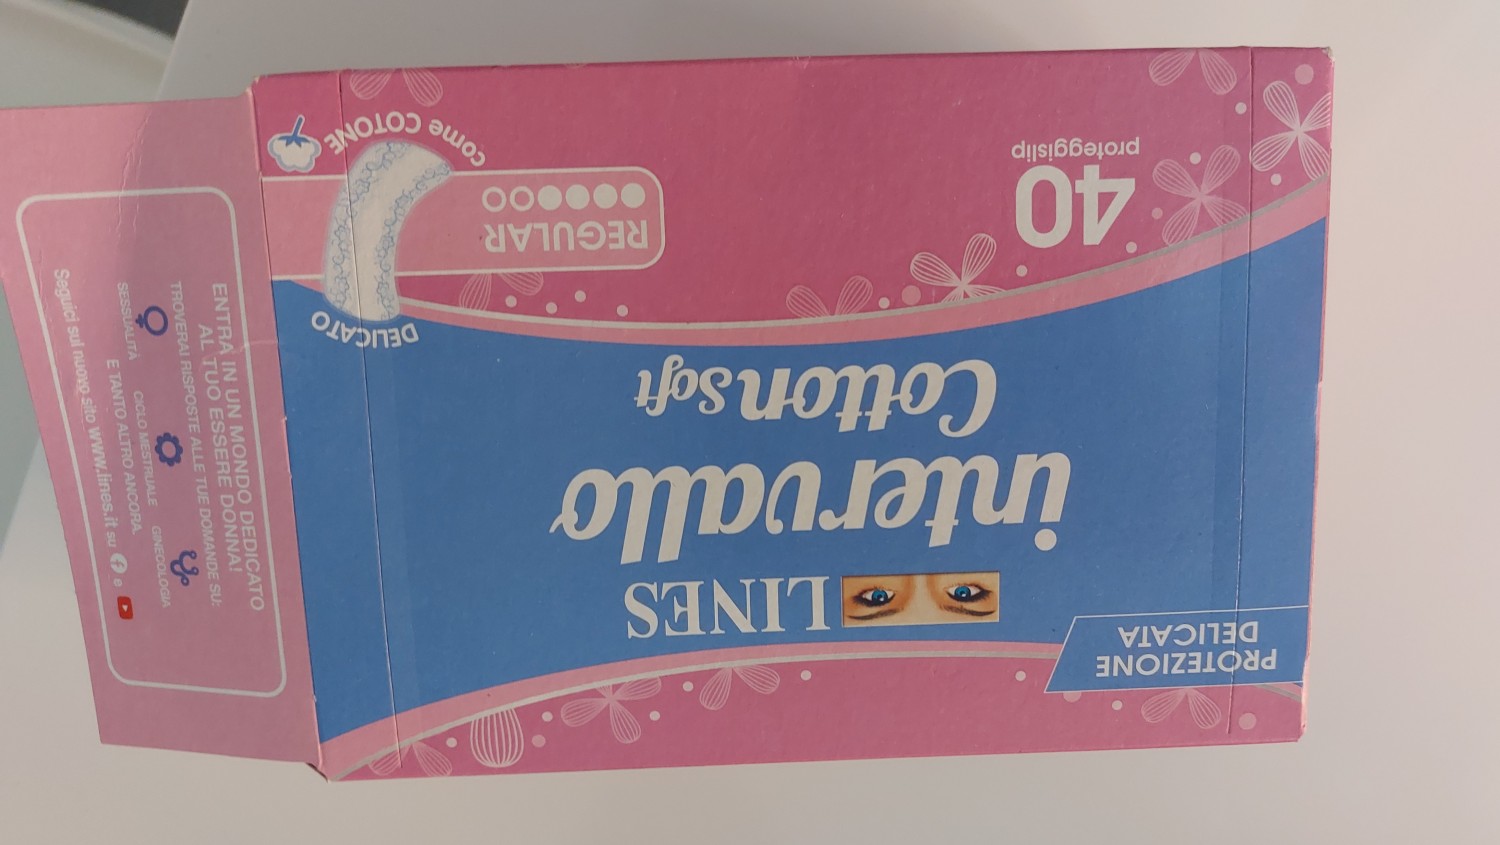 PROTEZIONE
DELICATA
LINES
intervallo
Cotton Soft
DELICATO
come COTONE
REGULAR
40
proteggislip
ENTRA IN UN MONDO DEDICATO
AL TUO ESSERE DONNA!
TROVERAI RISPOSTE ALLE TUE DOMANDE SU:
SESSUALITÀ
CICLO MESTRUALE
GINECOLOGIA
E TANTO ALTRO ANCORA.
Seguici sul nuovo sito www.lines.it su f e